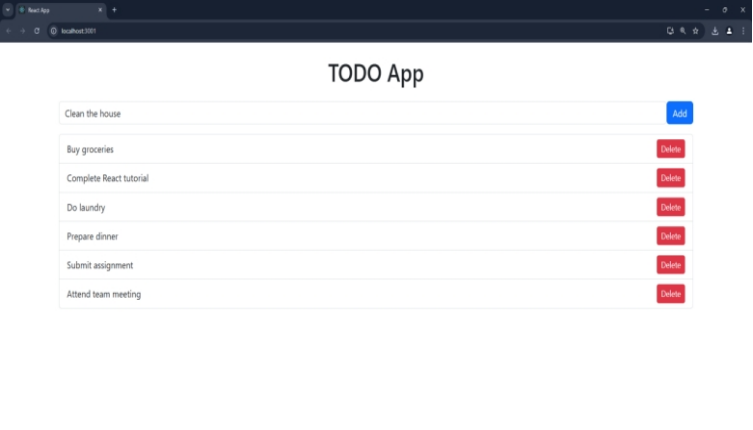 React App
localhost:3001
TODO App
Clean the house
Add
Buy groceries
Delete
Complete React tutorial
Delete
Do laundry
Delete
Prepare dinner
Delete
Submit assignment
Delete
Attend team meeting
Delete